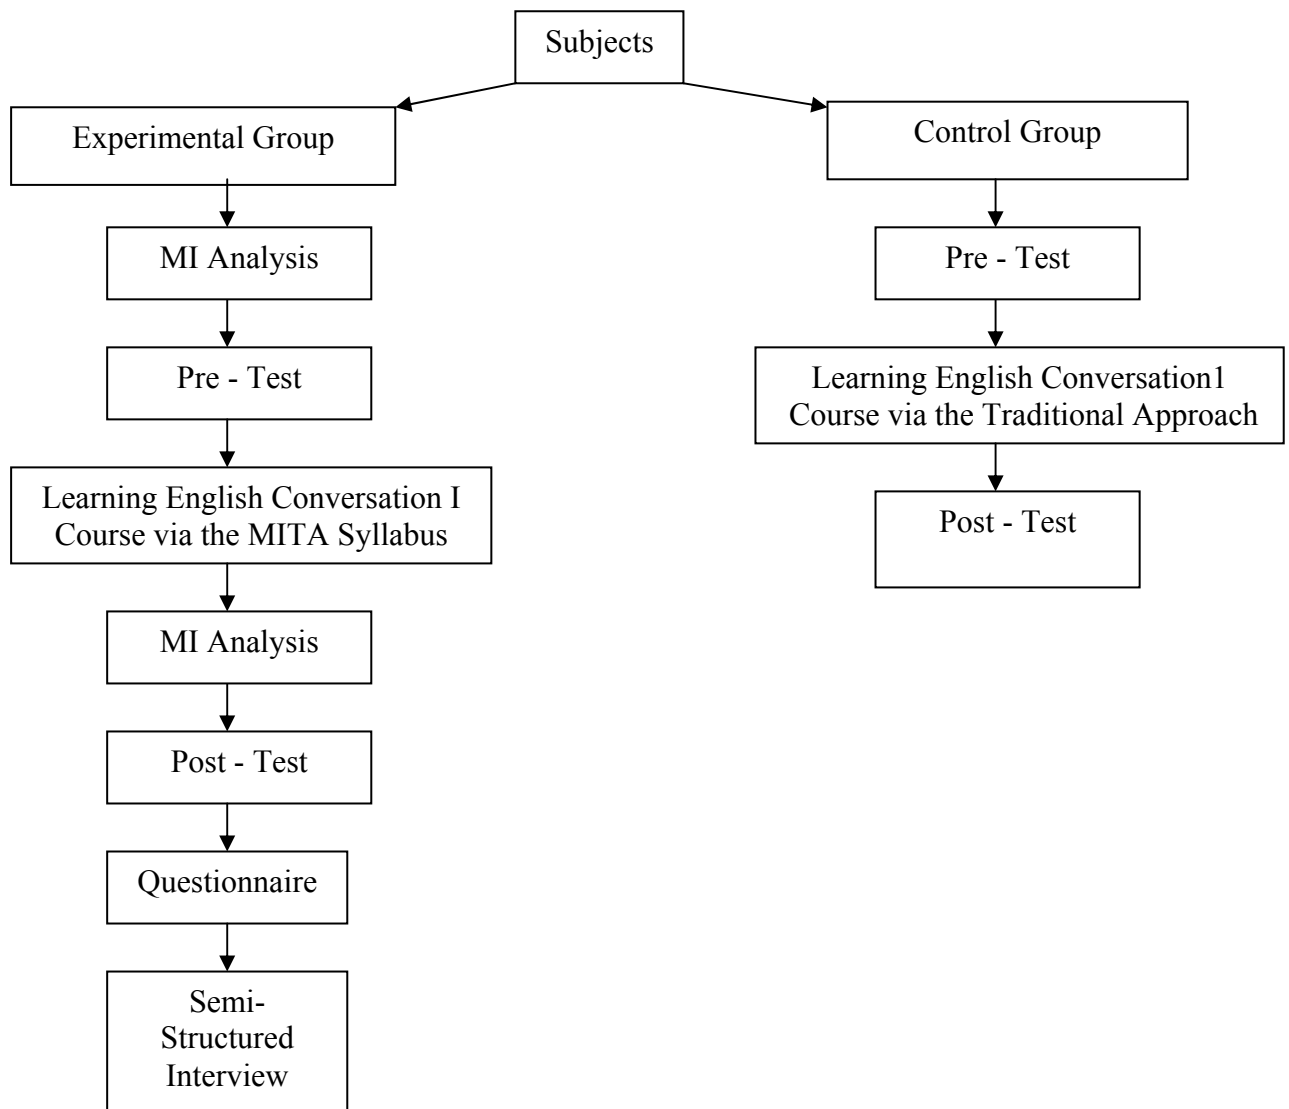 Subjects
Experimental Group
Control Group
MI Analysis
Pre - Test
Pre - Test
Learning English Conversation1
Course via the Traditional Approach
Learning English Conversation I
Course via the MITA Syllabus
Post - Test
MI Analysis
Post - Test
Questionnaire
Semi-
Structured
Interview